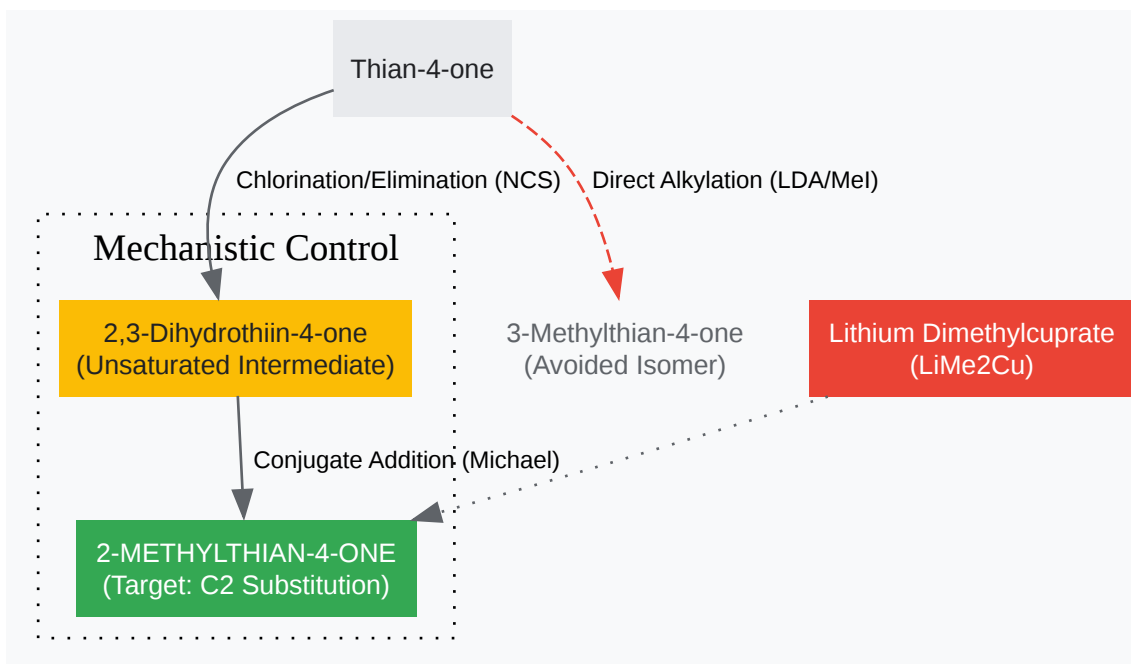 Thian-4-one
Chlorination/Elimination (NCS)
Direct Alkylation (LDA/MeI)
Mechanistic Control
2,3-Dihydrothiin-4-one
(Unsaturated Intermediate)
3-Methylthian-4-one
(Avoided Isomer)
Lithium Dimethylcuprate
(LiMe2Cu)
Conjugate Addition (Michael)
2-METHYLTHIAN-4-ONE
(Target: C2 Substitution)